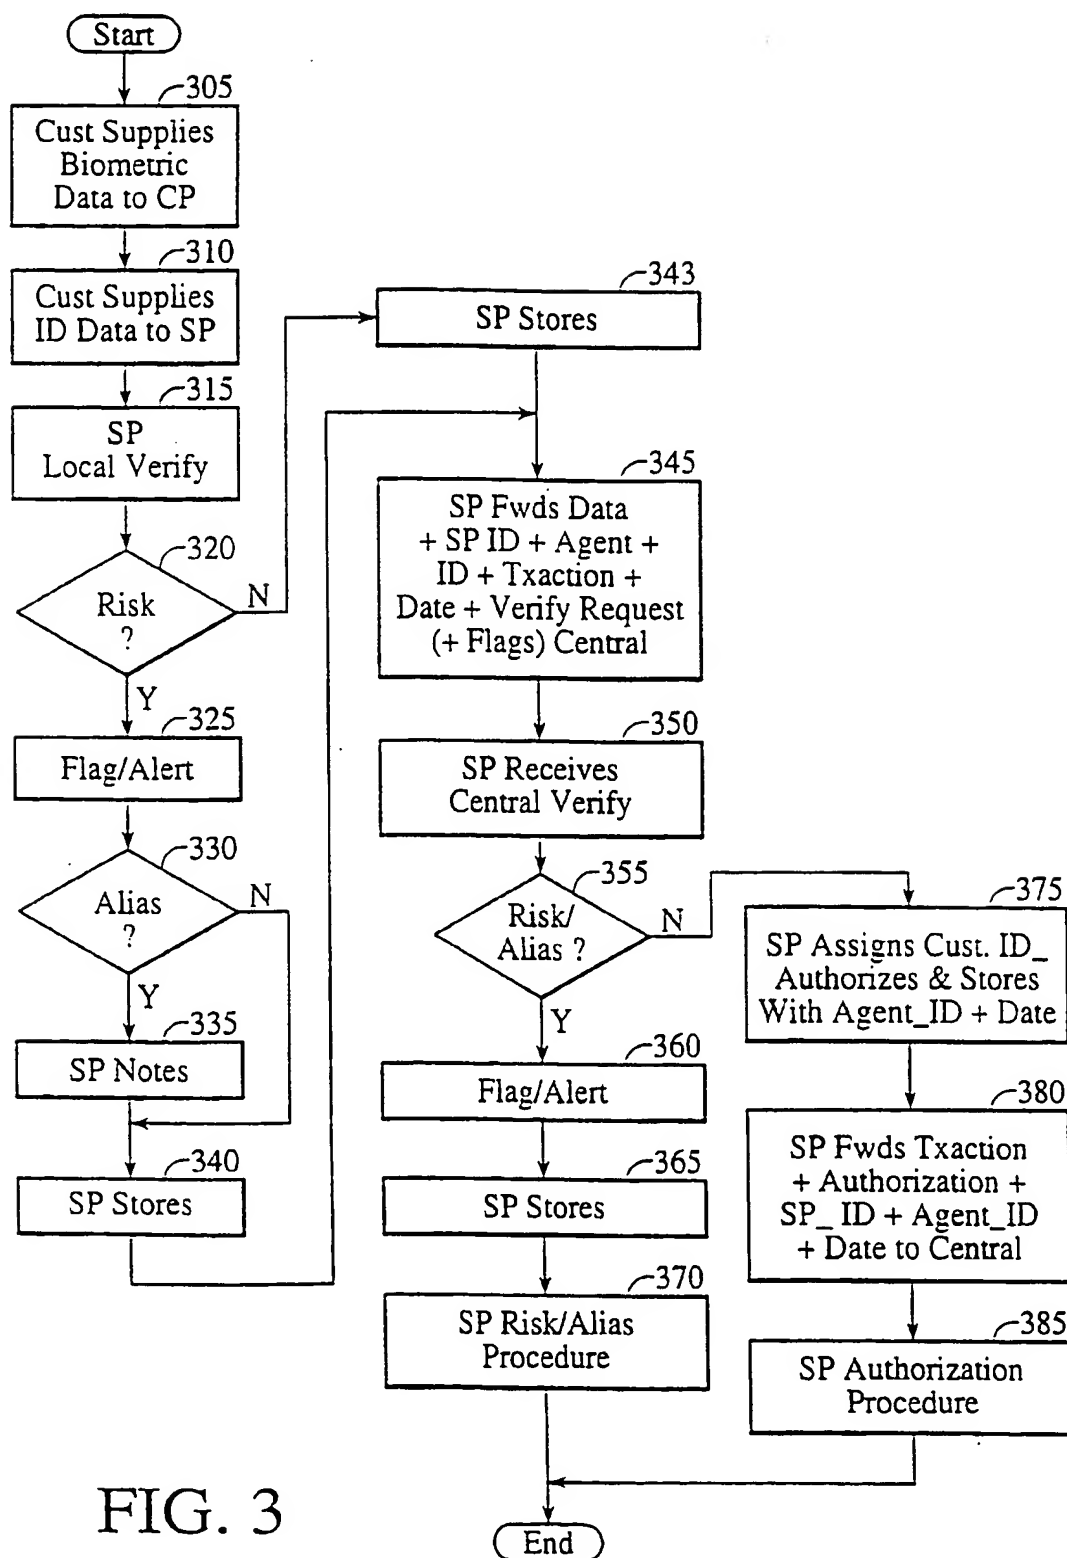 Start
305
Cust Supplies
Biometric
Data to CP
310
Cust Supplies
ID Data to SP
315
SP
Local Verify
320
Risk
?
N
Y
325
Flag/Alert
330
Alias
?
N
Y
335
SP Notes
340
SP Stores
343
SP Stores
345
SP Fwds Data
+ SP ID + Agent +
ID + Txaction +
Date + Verify Request
(+ Flags) Central
350
SP Receives
Central Verify
355
Risk/
Alias ?
N
Y
360
Flag/Alert
365
SP Stores
370
SP Risk/Alias
Procedure
375
SP Assigns Cust. ID_
Authorizes & Stores
With Agent_ID + Date
380
SP Fwds Txaction
+ Authorization +
SP_ ID + Agent_ID
+ Date to Central
385
SP Authorization
Procedure
End
FIG. 3